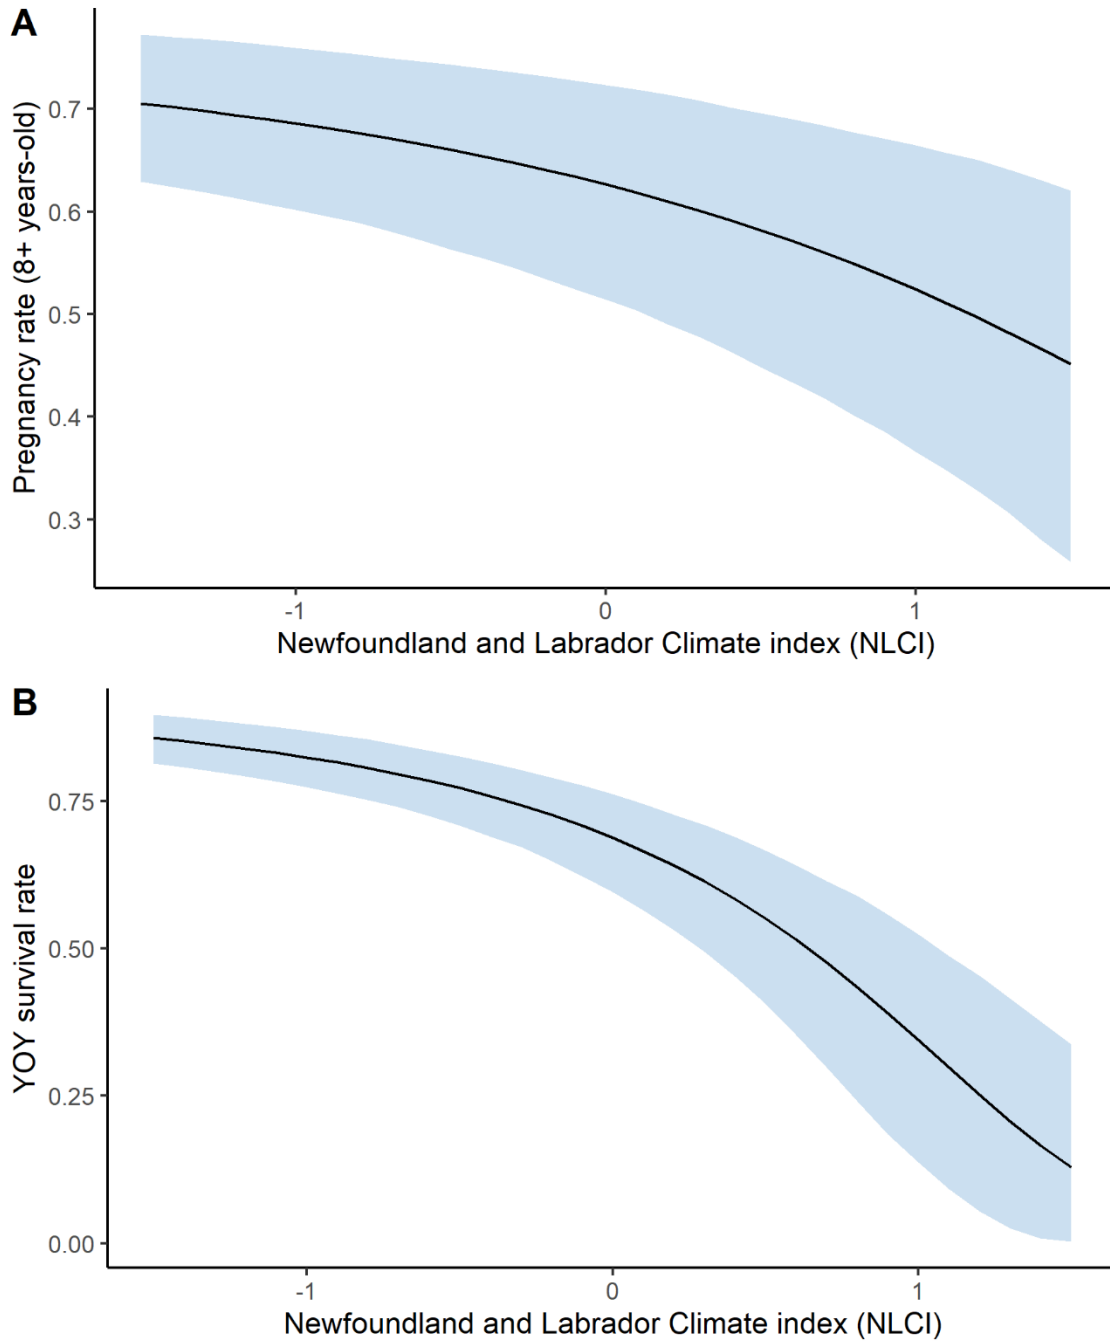 A
Pregnancy rate (8+ years-old)
0.7
0.6
0.5
0.4
0.3
-1
0
1
Newfoundland and Labrador Climate index (NLCI)
B
YOY survival rate
0.75
0.50
0.25
0.00
-1
0
1
Newfoundland and Labrador Climate index (NLCI)